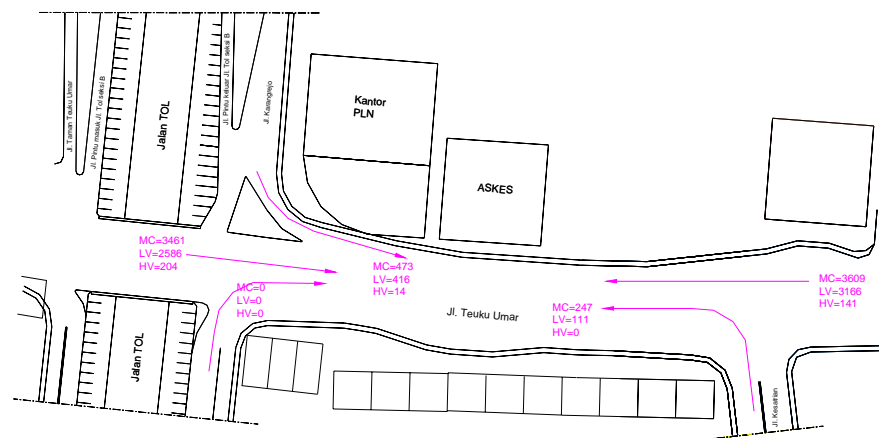 Jl. Taman Teuku Umar
Jl. Pintu masuk Jl. Tol seksi B
Jalan TOL
Jl. Pintu keluar Jl. Tol seksi B
Jl. Karangrejo
Kantor
PLN
ASKES
MC=3461
LV=2586
HV=204
MC=473
LV=416
HV=14
MC=0
LV=0
HV=0
MC=3609
LV=3166
HV=141
MC=247
LV=111
HV=0
Jl. Teuku Umar
Jalan TOL
Jl. Kesatrian